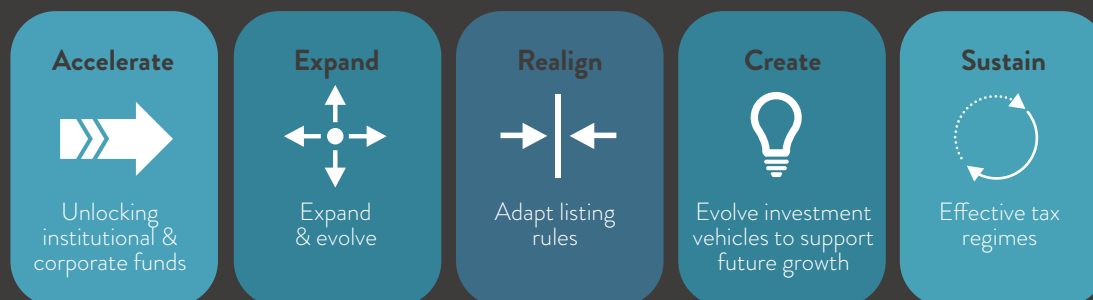 Accelerate
Unlocking
institutional &
corporate funds
Expand
Expand
& evolve
Realign
Adapt listing
rules
Create
Evolve investment
vehicles to support
future growth
Sustain
Effective tax
regimes